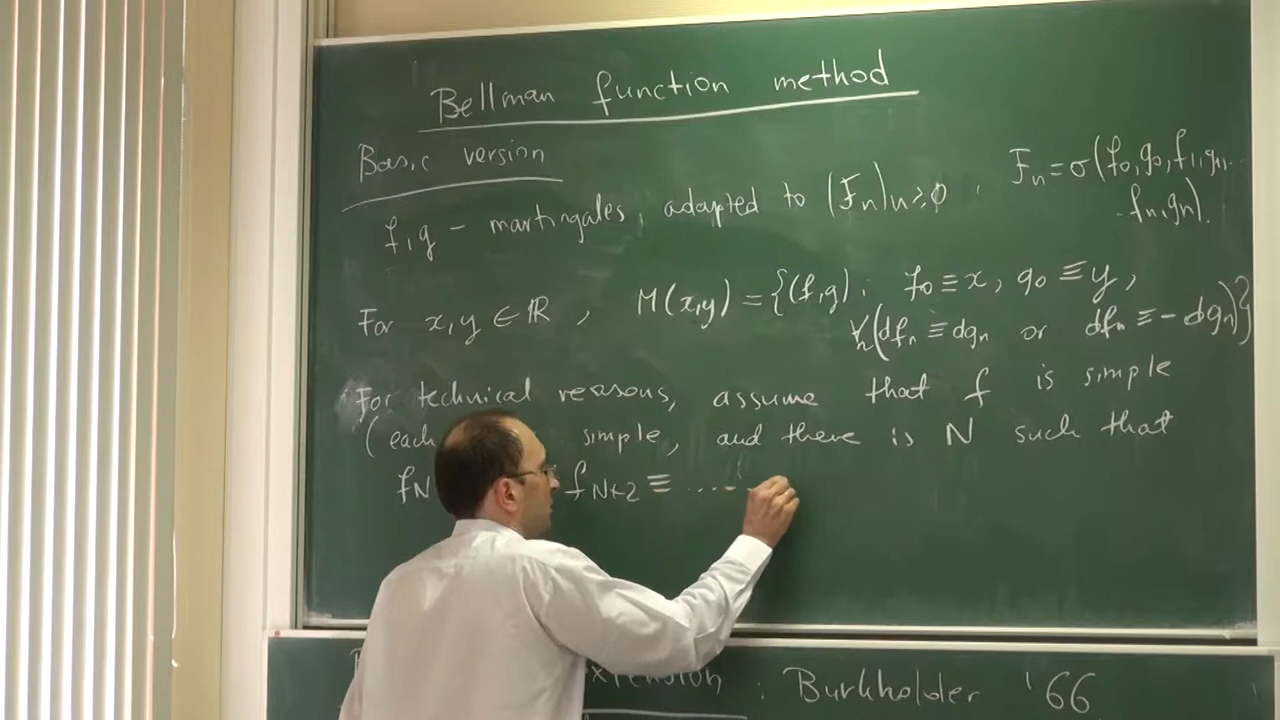 Bellman function method
Basic version
f, g - martingales, adapted to (Fn)n≥0, Fn = σ(f0, g0, f1, g1, ..
.. fn, gn).
For x, y ∈ ℝ, M(x,y) = {(f,g): f0 ≡ x, g0 ≡ y,
∀n (dfn ≡ dgn or dfn ≡ - dgn)}
For technical reasons, assume that f is simple
(each simple, and there is N such that
fN fN+2 ≡ .....
xtension : Burkholder '66